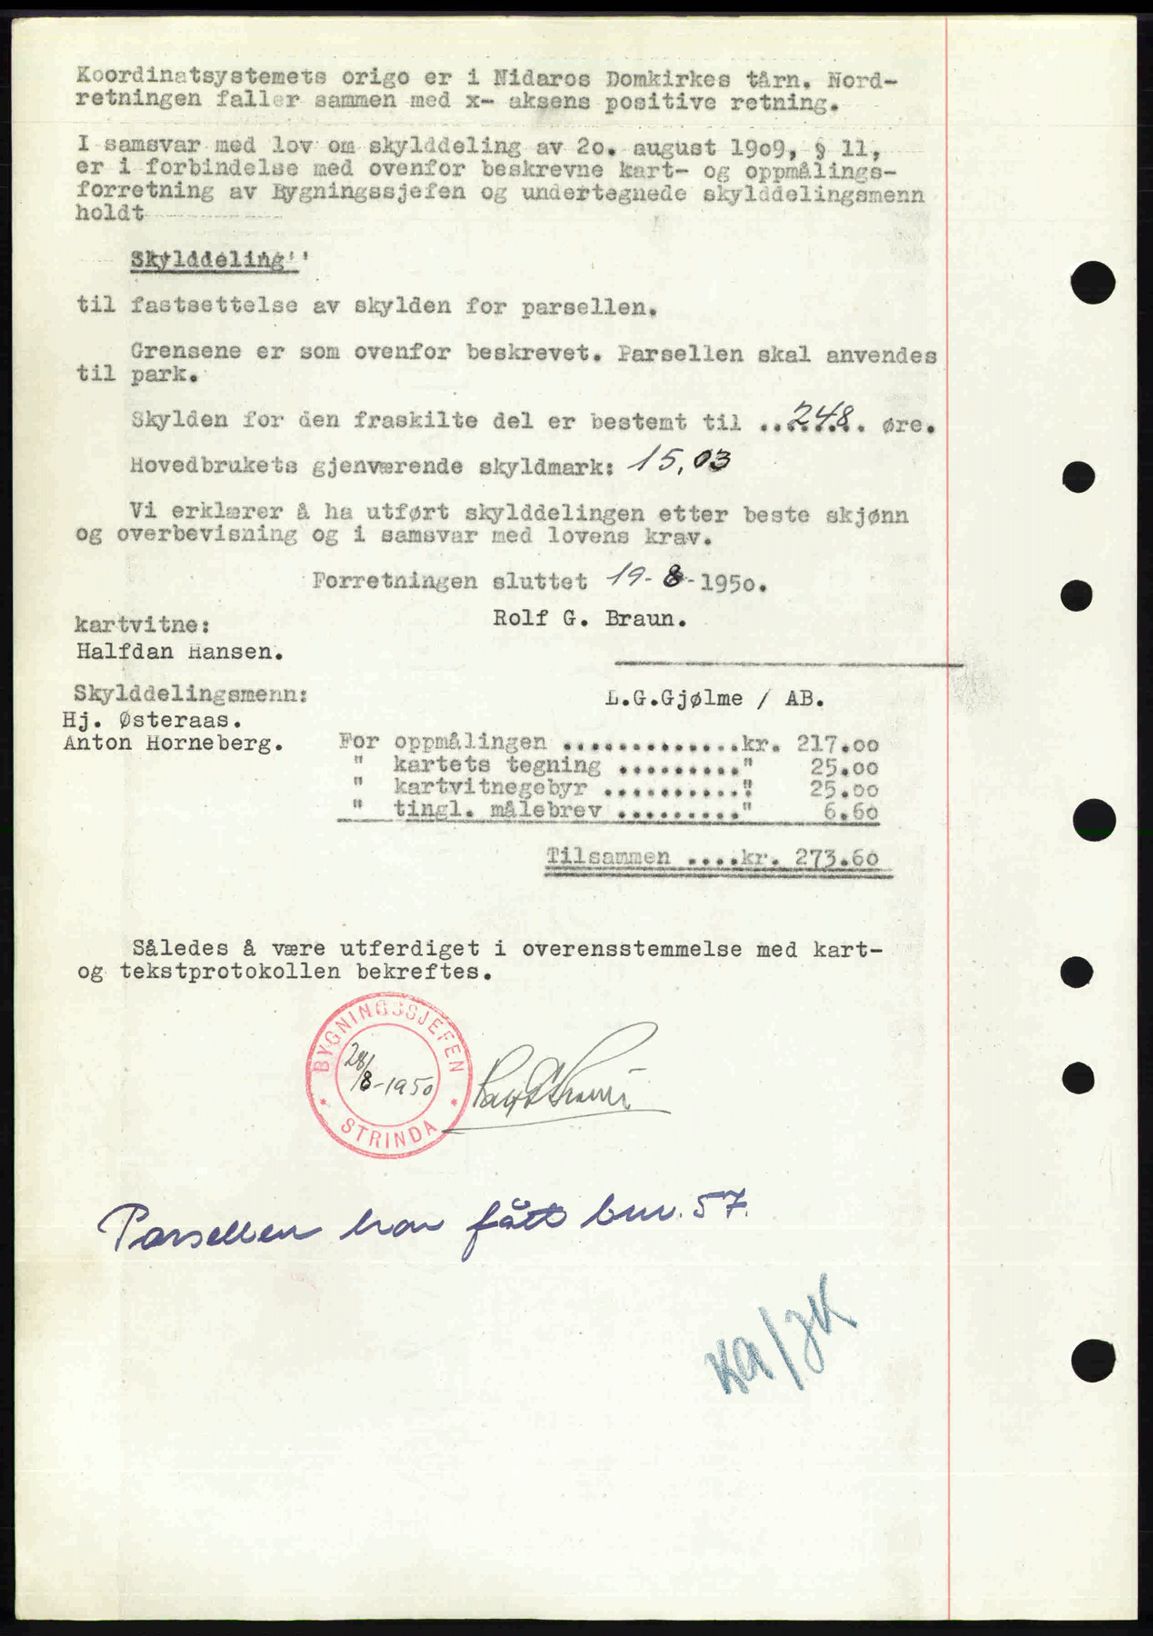 Koordinatsystemets origo er i Nidaros Domkirkes tårn. Nord-
retningen faller sammen med x- aksens positive retning.
I samsvar med lov om skylddeling av 20. august 1909, § 11,
er i forbindelse med ovenfor beskrevne kart- og oppmålings-
forretning av Bygningssjefen og undertegnede skylddelingsmenn
holdt
Skylddeling''
til fastsettelse av skylden for parsellen.
Grensene er som ovenfor beskrevet. Parsellen skal anvendes
til park.
Skylden for den fraskilte del er bestemt til ..248.. øre.
Hovedbrukets gjenværende skyldmark: 15,03
Vi erklærer å ha utført skylddelingen etter beste skjønn
og overbevisning og i samsvar med lovens krav.
Forretningen sluttet 19-8-1950.
kartvitne: Rolf G. Braun.
Halfdan Hansen.
Skylddelingsmenn: L.G.Gjølme / AB.
Hj. Østeraas.
Anton Horneberg. For oppmålingen .............kr. 217.00
" kartets tegning ........." 25.00
" kartvitnegebyr .........." 25.00
" tingl. målebrev ........." 6.60
Tilsammen ....kr. 273.60
Således å være utferdiget i overensstemmelse med kart-
og tekstprotokollen bekreftes.
BYGNINGSSJEFEN
28/8-1950
STRINDA
Parsellen har fått bnr. 57.